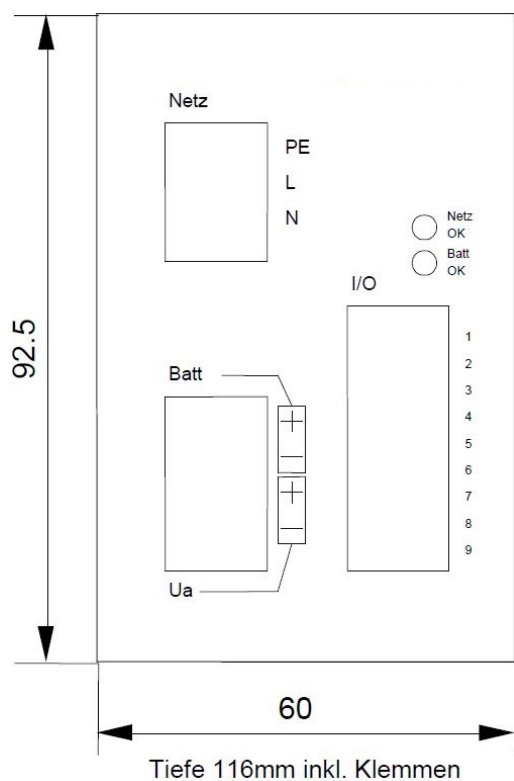 Netz
PE
L
N
Netz
OK
Batt
OK
I/O
1
2
3
4
5
6
7
8
9
Batt
+
−
+
−
Ua
92.5
60
Tiefe 116mm inkl. Klemmen